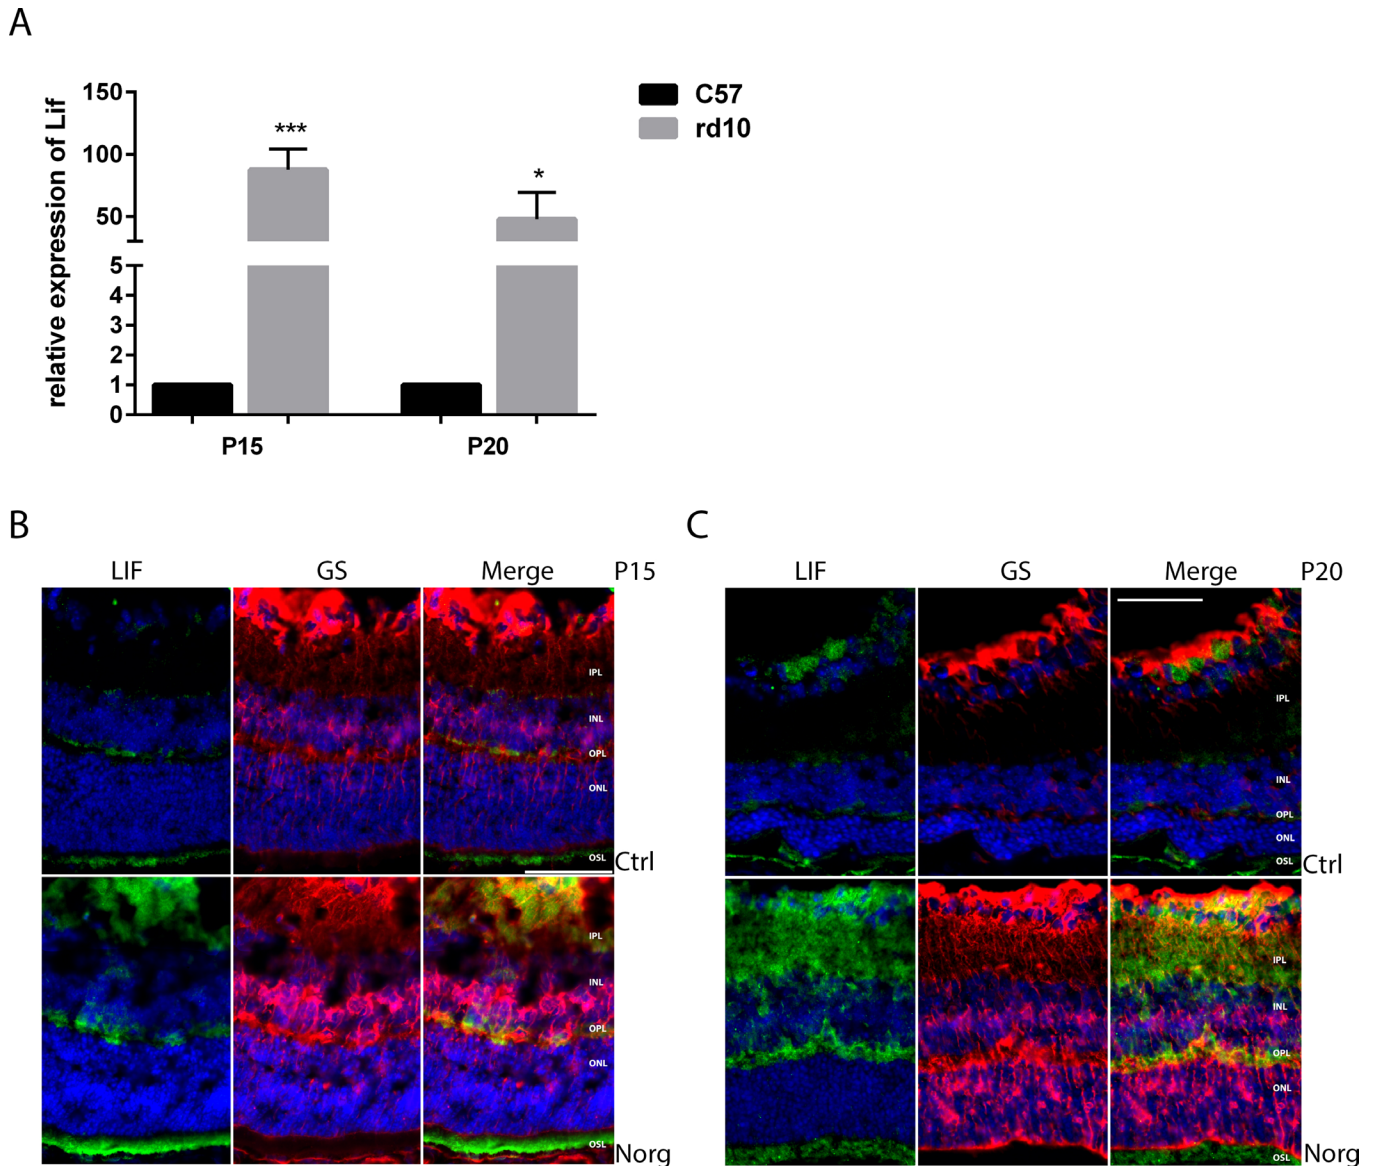 A
relative expression of Lif
150
100
50
5
4
3
2
1
0
***
*
P15
P20
C57
rd10
B
LIF
GS
Merge
P15
IPL
INL
OPL
ONL
OSL
Ctrl
IPL
INL
OPL
ONL
OSL
Norg
C
LIF
GS
Merge
P20
IPL
INL
OPL
ONL
OSL
Ctrl
IPL
INL
OPL
ONL
OSL
Norg